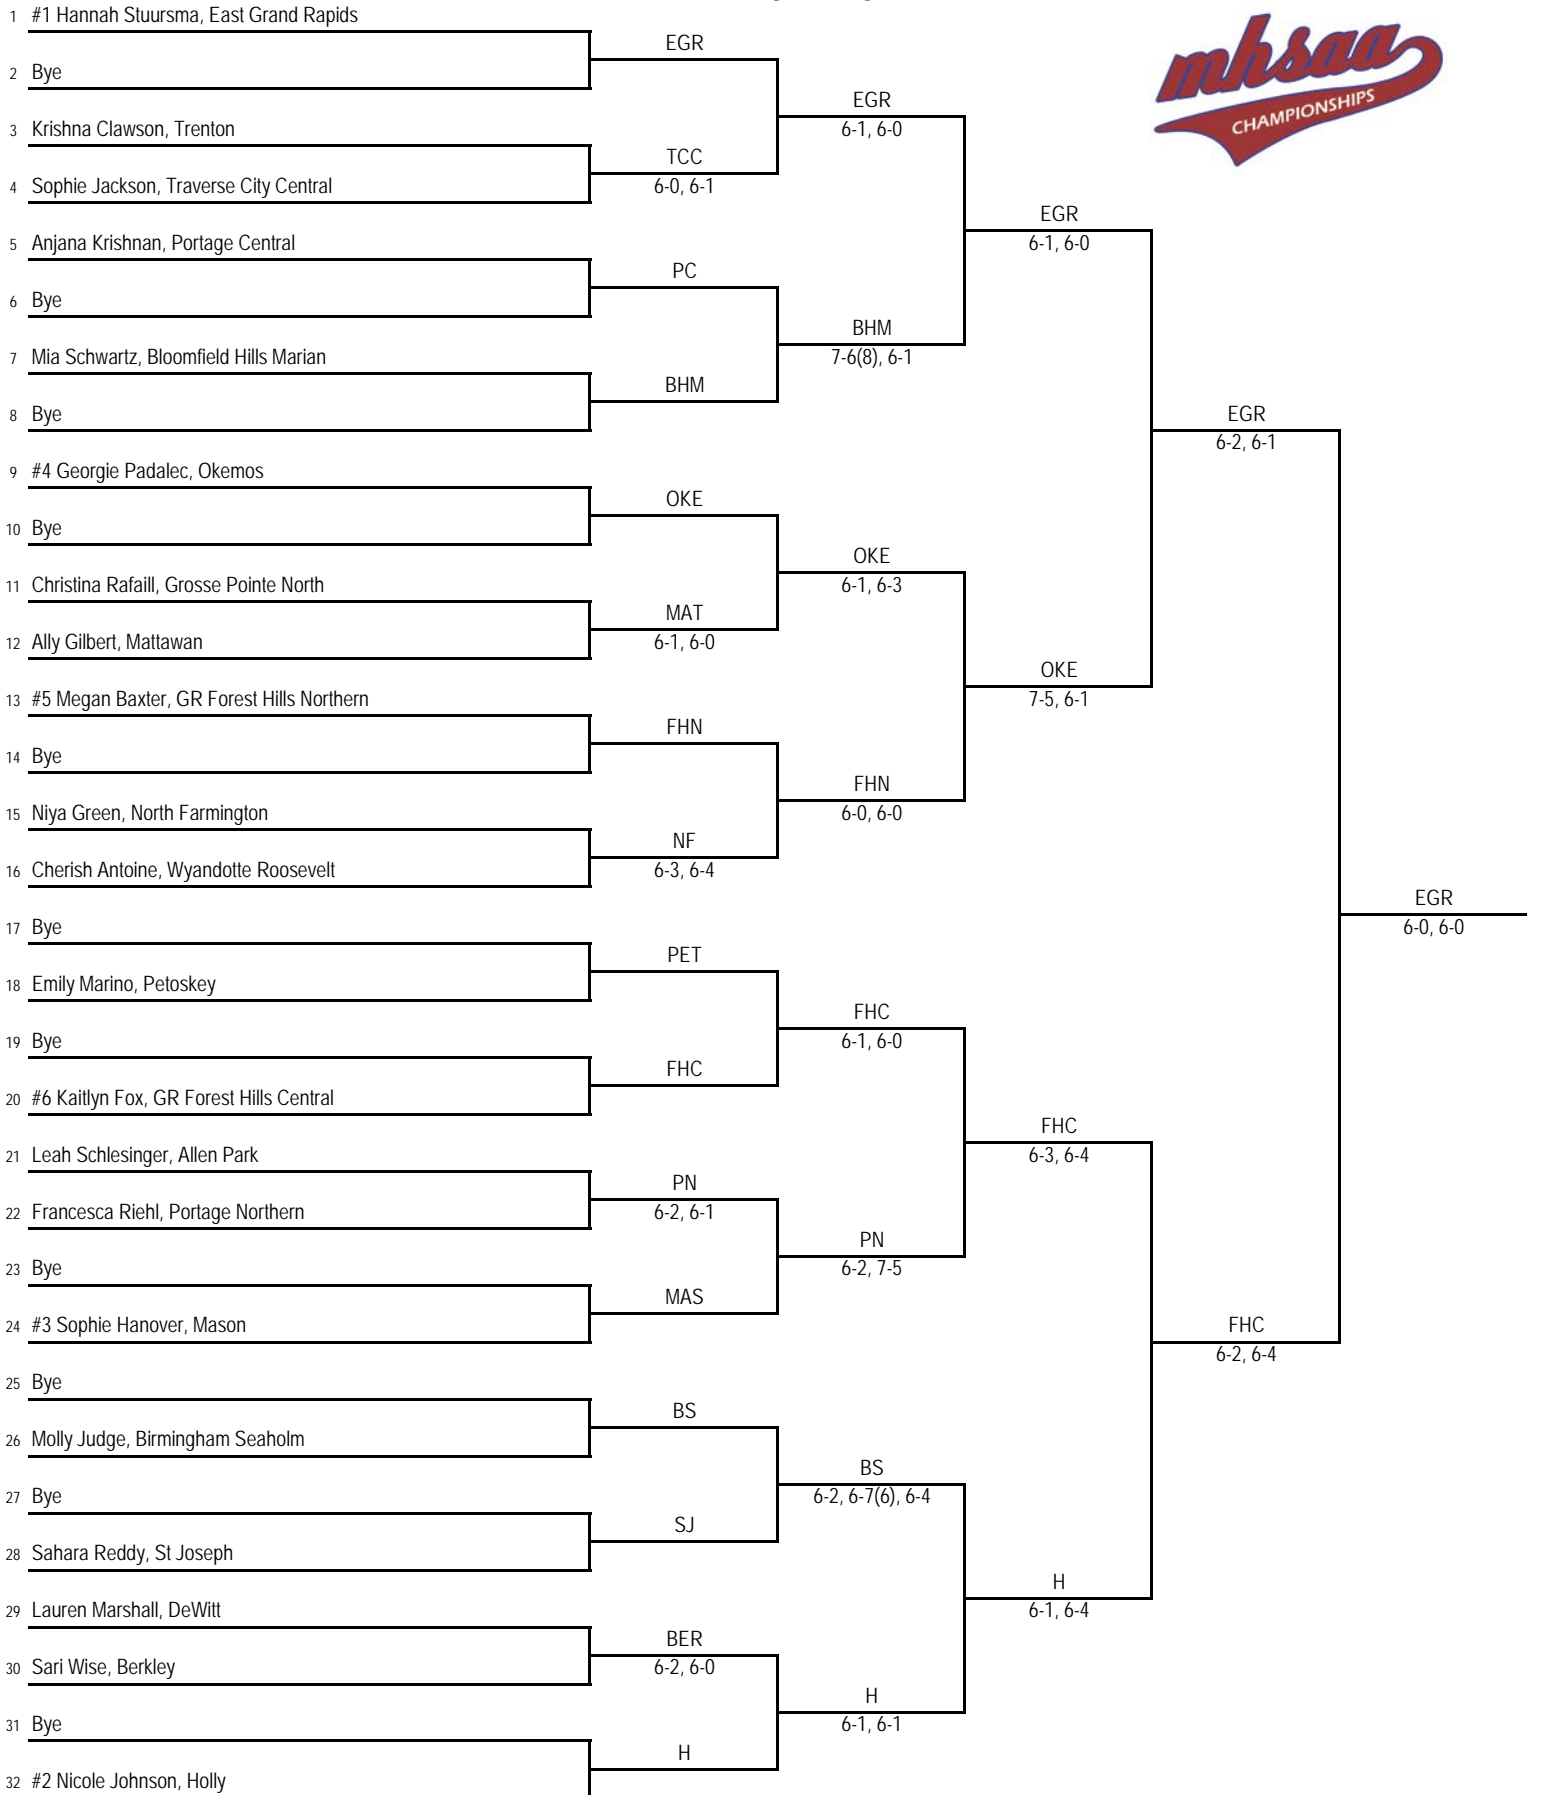 mhsaa
CHAMPIONSHIPS
1 #1 Hannah Stuursma, East Grand Rapids
EGR
2 Bye
EGR
6-1, 6-0
3 Krishna Clawson, Trenton
TCC
6-0, 6-1
4 Sophie Jackson, Traverse City Central
EGR
6-1, 6-0
5 Anjana Krishnan, Portage Central
PC
6 Bye
BHM
7-6(8), 6-1
7 Mia Schwartz, Bloomfield Hills Marian
BHM
8 Bye
EGR
6-2, 6-1
9 #4 Georgie Padalec, Okemos
OKE
10 Bye
OKE
6-1, 6-3
11 Christina Rafaill, Grosse Pointe North
MAT
6-1, 6-0
12 Ally Gilbert, Mattawan
OKE
7-5, 6-1
13 #5 Megan Baxter, GR Forest Hills Northern
FHN
14 Bye
FHN
6-0, 6-0
15 Niya Green, North Farmington
NF
6-3, 6-4
16 Cherish Antoine, Wyandotte Roosevelt
EGR
6-0, 6-0
17 Bye
PET
18 Emily Marino, Petoskey
FHC
6-1, 6-0
19 Bye
FHC
20 #6 Kaitlyn Fox, GR Forest Hills Central
FHC
6-3, 6-4
21 Leah Schlesinger, Allen Park
PN
6-2, 6-1
22 Francesca Riehl, Portage Northern
PN
6-2, 7-5
23 Bye
MAS
24 #3 Sophie Hanover, Mason
FHC
6-2, 6-4
25 Bye
BS
26 Molly Judge, Birmingham Seaholm
BS
6-2, 6-7(6), 6-4
27 Bye
SJ
28 Sahara Reddy, St Joseph
H
6-1, 6-4
29 Lauren Marshall, DeWitt
BER
6-2, 6-0
30 Sari Wise, Berkley
H
6-1, 6-1
31 Bye
H
32 #2 Nicole Johnson, Holly